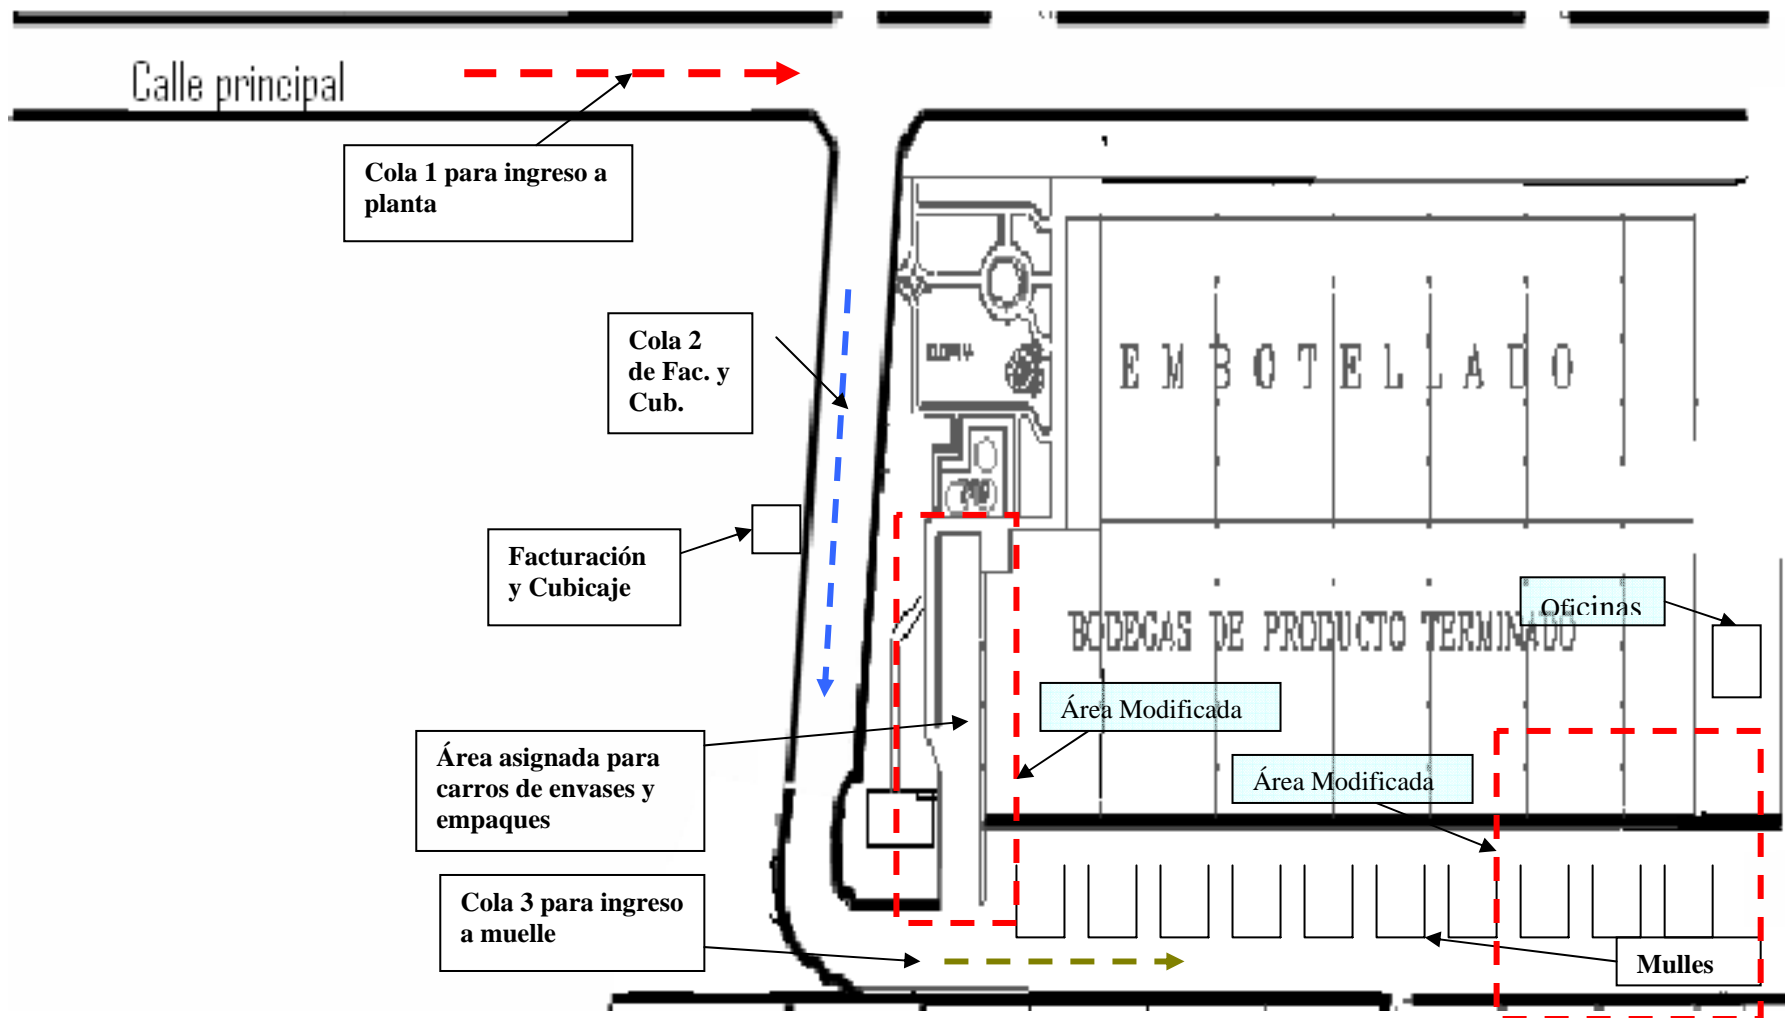 Calle principal
Cola 1 para ingreso a
planta
Cola 2
de Fac. y
Cub.
EMBOTELLADO
Facturación
y Cubicaje
Oficinas
BODEGAS DE PRODUCTO TERMINADO
Área Modificada
Área asignada para
carros de envases y
empaques
Área Modificada
Cola 3 para ingreso
a muelle
Mulles